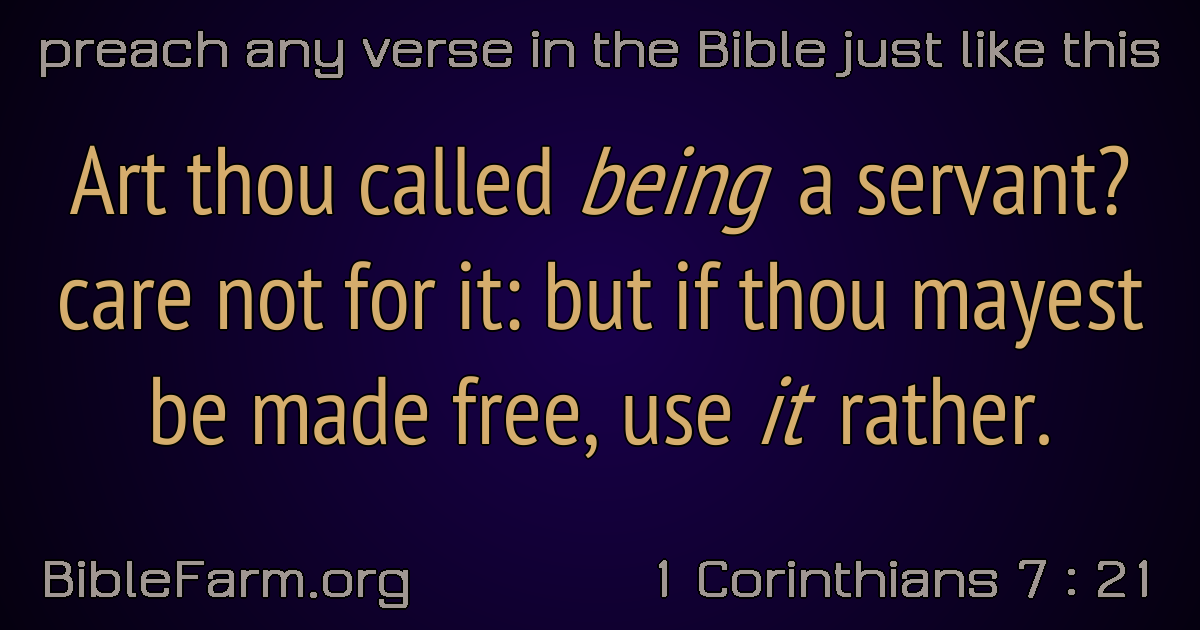 preach any verse in the Bible just like this
Art thou called being a servant?
care not for it: but if thou mayest
be made free, use it rather.
BibleFarm.org
1 Corinthians 7 : 21